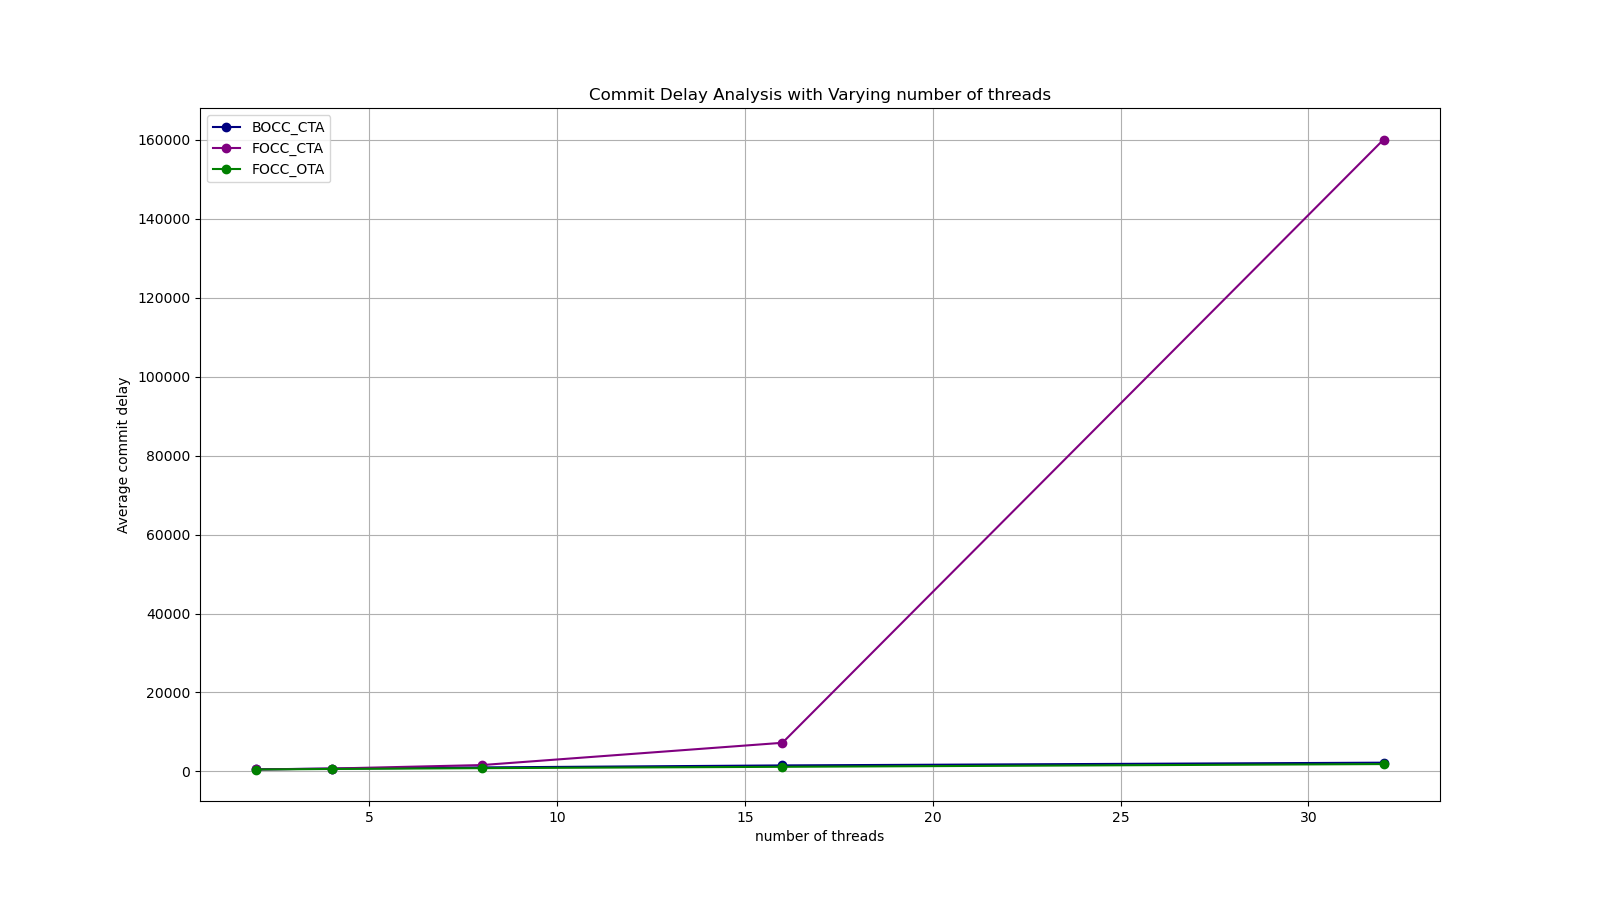 Commit Delay Analysis with Varying number of threads
BOCC_CTA
FOCC_CTA
FOCC_OTA
160000
140000
120000
100000
80000
60000
40000
20000
0
Average commit delay
5 10 15 20 25 30
number of threads